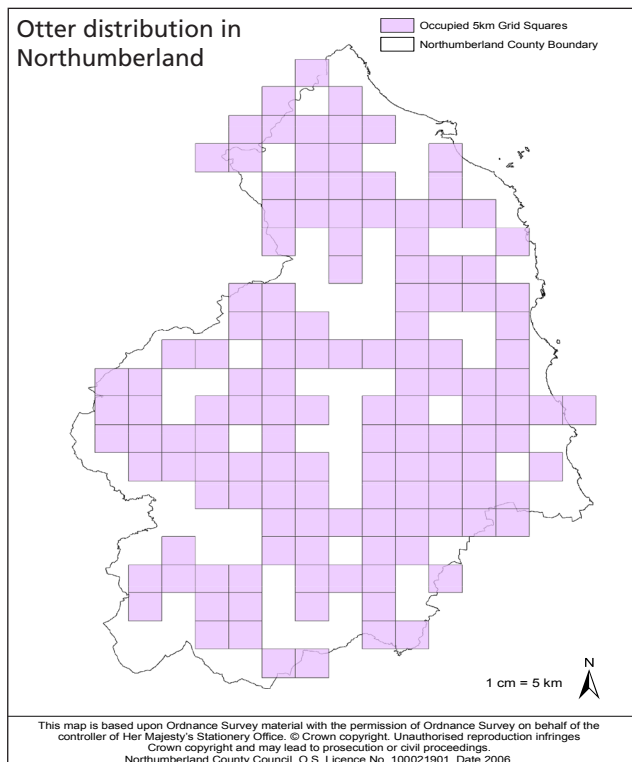 Otter distribution in
Northumberland
Occupied 5km Grid Squares
Northumberland County Boundary
N
1 cm = 5 km
This map is based upon Ordnance Survey material with the permission of Ordnance Survey on behalf of the
controller of Her Majesty's Stationery Office. © Crown copyright. Unauthorised reproduction infringes
Crown copyright and may lead to prosecution or civil proceedings.
Northumberland County Council. O.S. Licence No. 100021901. Date 2006